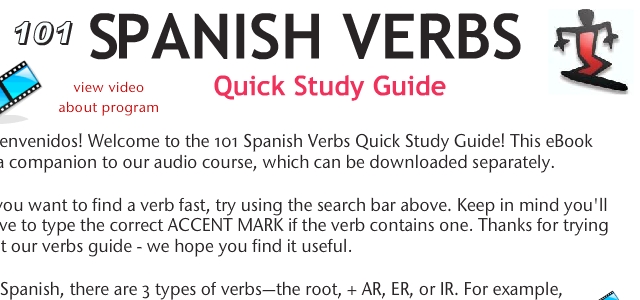 101 SPANISH VERBS
Quick Study Guide
view video
about program
envenidos! Welcome to the 101 Spanish Verbs Quick Study Guide! This eBook
a companion to our audio course, which can be downloaded separately.
you want to find a verb fast, try using the search bar above. Keep in mind you'll
ve to type the correct ACCENT MARK if the verb contains one. Thanks for trying
t our verbs guide - we hope you find it useful.
Spanish, there are 3 types of verbs—the root, + AR, ER, or IR. For example,